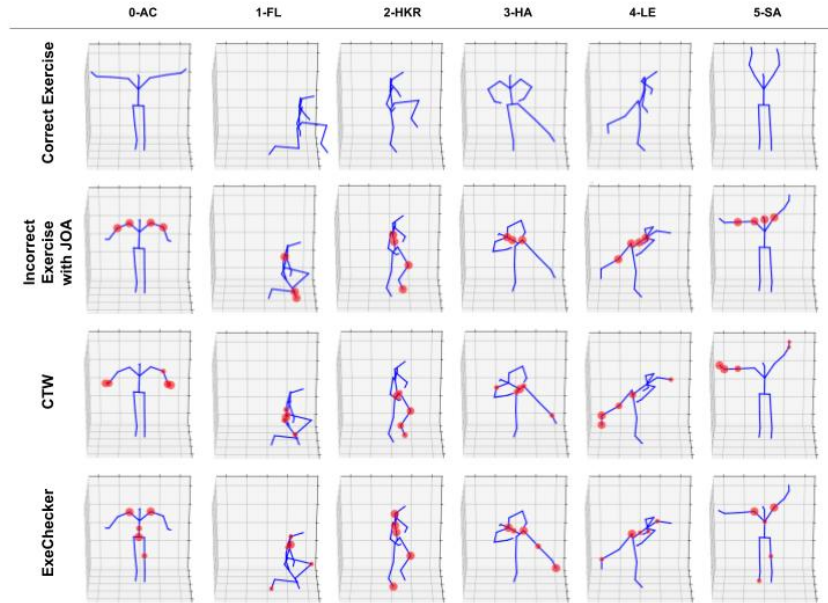 0-AC 1-FL 2-HKR 3-HA 4-LE 5-SA
Correct Exercise
Incorrect
Exercise
with JOA
CTW
ExeChecker